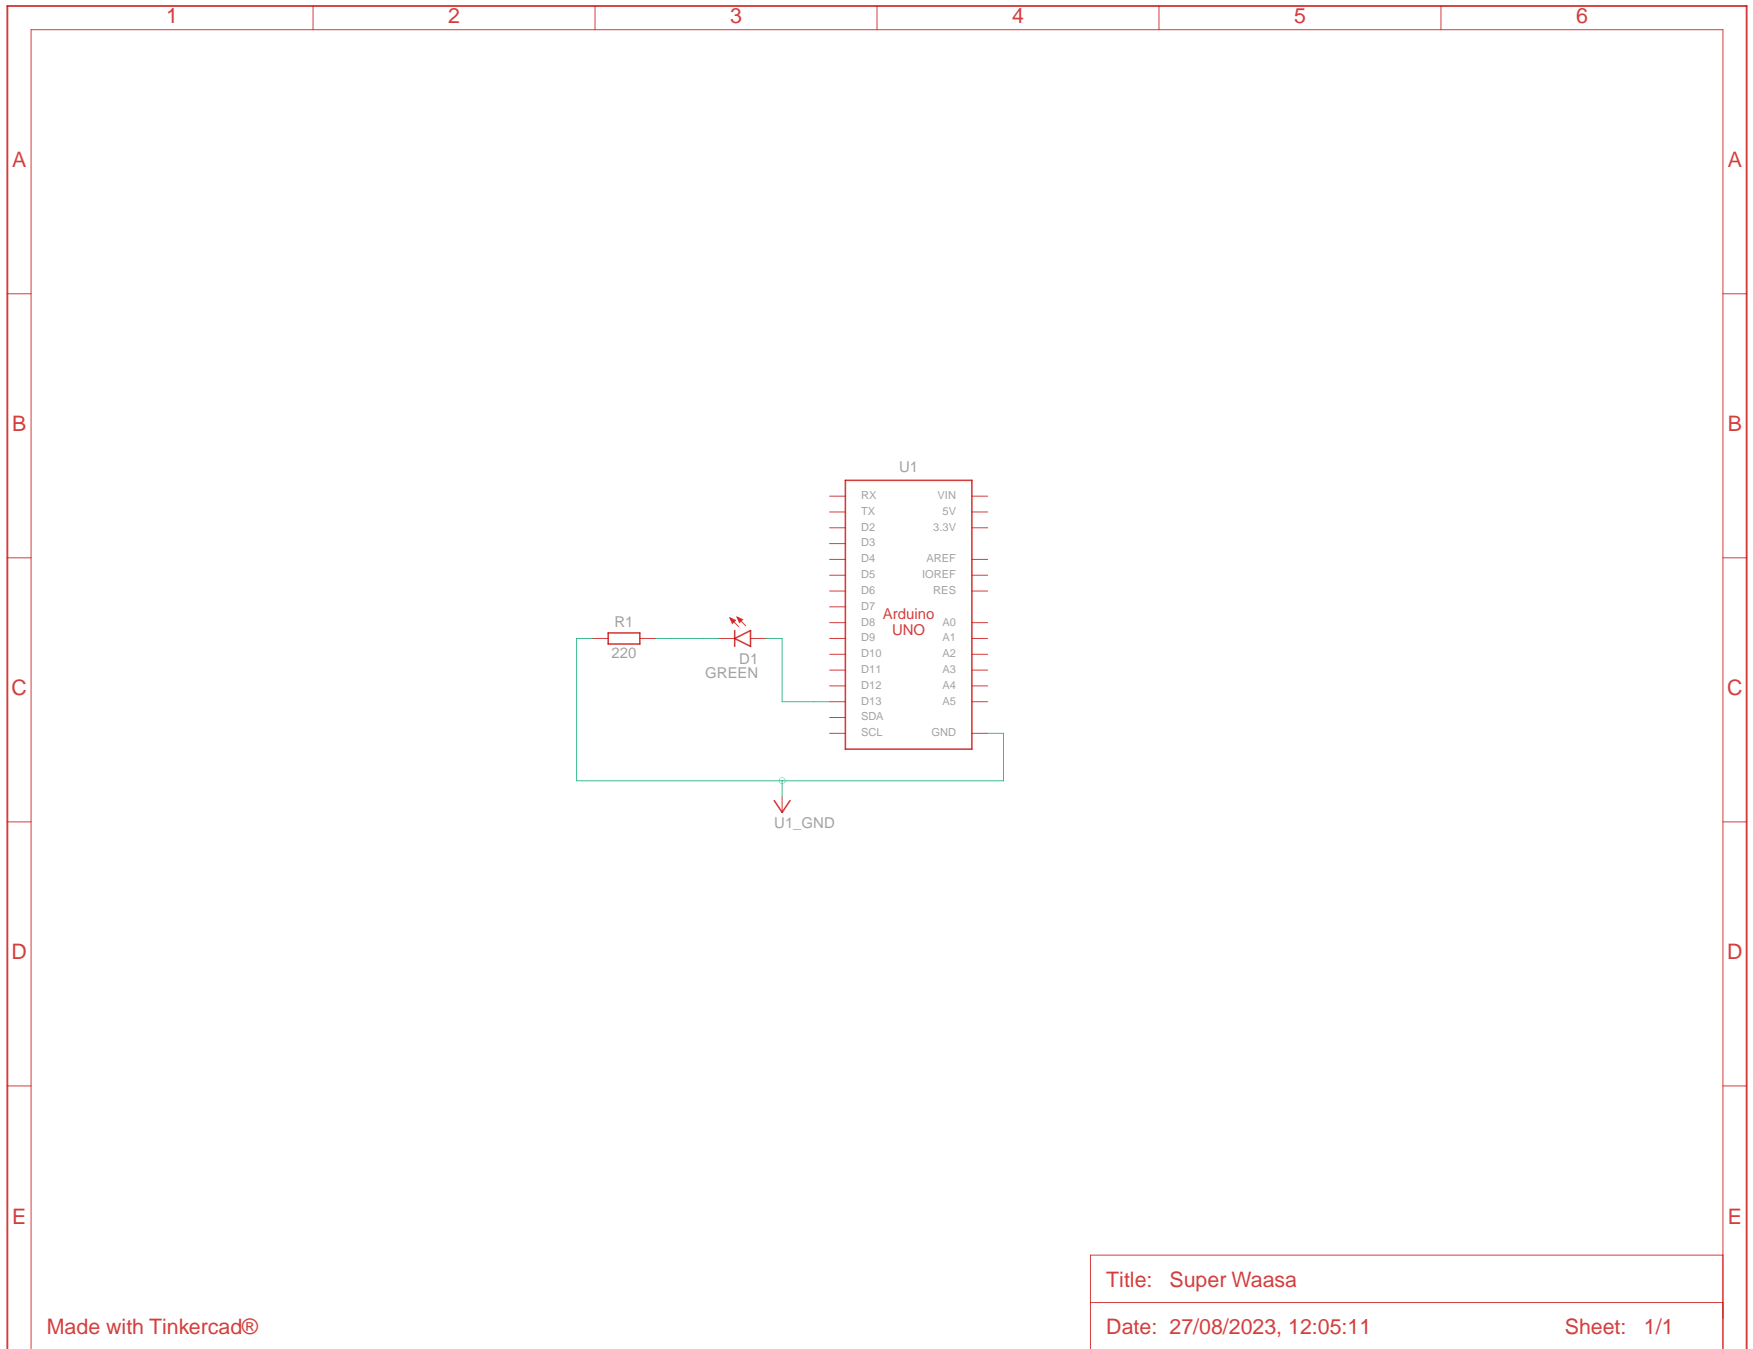 1 2 3 4 5 6
A A
B B
U1
RX VIN
TX 5V
D2 3.3V
D3
D4 AREF
D5 IOREF
D6 RES
D7
Arduino
D8 A0
UNO
D9 A1
D10 A2
D11 A3
D12 A4
D13 A5
SDA
SCL GND
R1
220
D1
GREEN
C C
U1_GND
D D
E E
Title: Super Waasa
Made with Tinkercad®
Date: 27/08/2023, 12:05:11 Sheet: 1/1